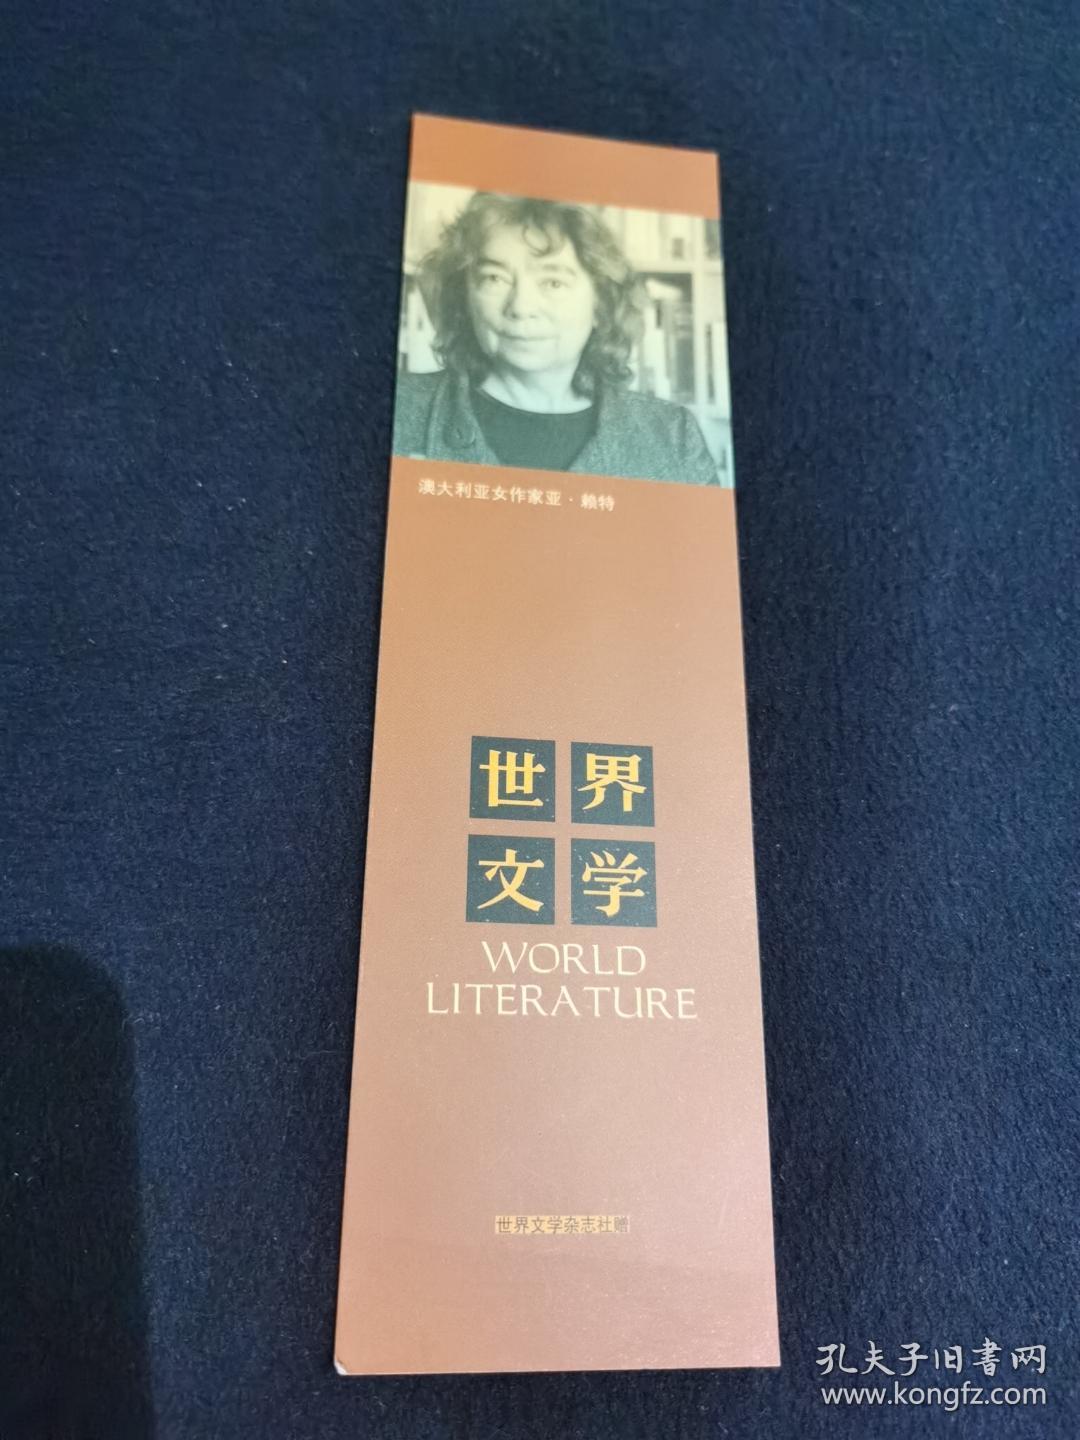 澳大利亚女作家亚·赖特
世界
文学
WORLD
LITERATURE
世界文学杂志社赠
孔夫子旧書网
www.kongfz.com